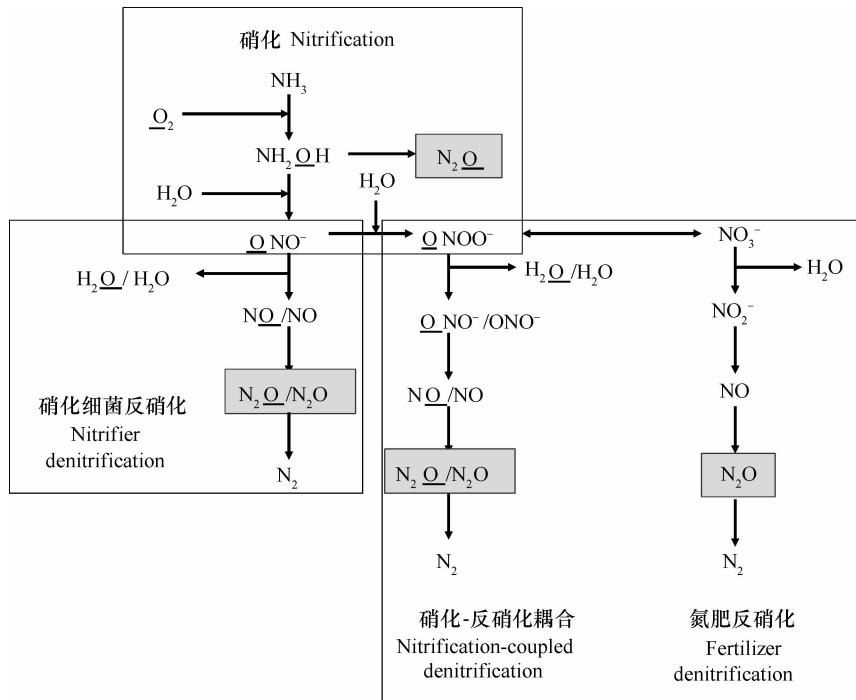 硝化 Nitrification
NH₃
O₂
NH₂OH
N₂O
H₂O
H₂O
ONO⁻
ONOO⁻
NO₃⁻
H₂O/H₂O
H₂O/H₂O
H₂O
NO/NO
ONO⁻/ONO⁻
NO₂⁻
N₂O/N₂O
NO/NO
NO
硝化细菌反硝化
Nitrifier
denitrification
N₂
N₂O/N₂O
N₂O
N₂
N₂
硝化-反硝化耦合
Nitrification-coupled
denitrification
氮肥反硝化
Fertilizer
denitrification